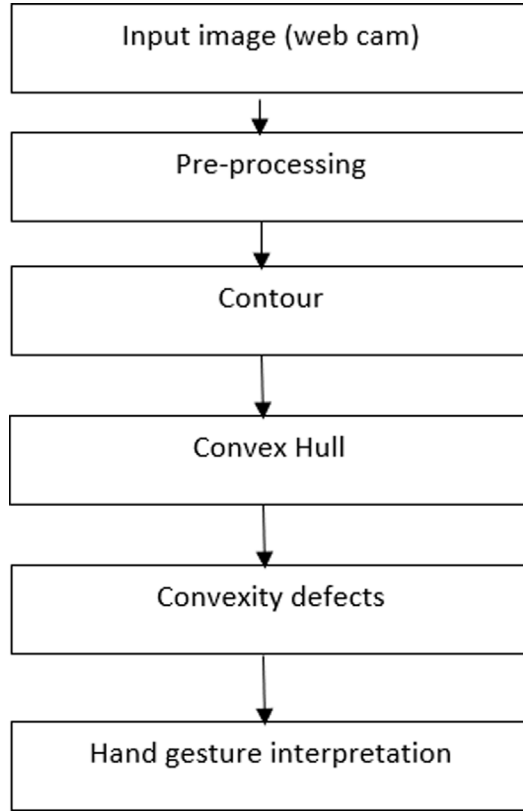 Input image (web cam)
Pre-processing
Contour
Convex Hull
Convexity defects
Hand gesture interpretation